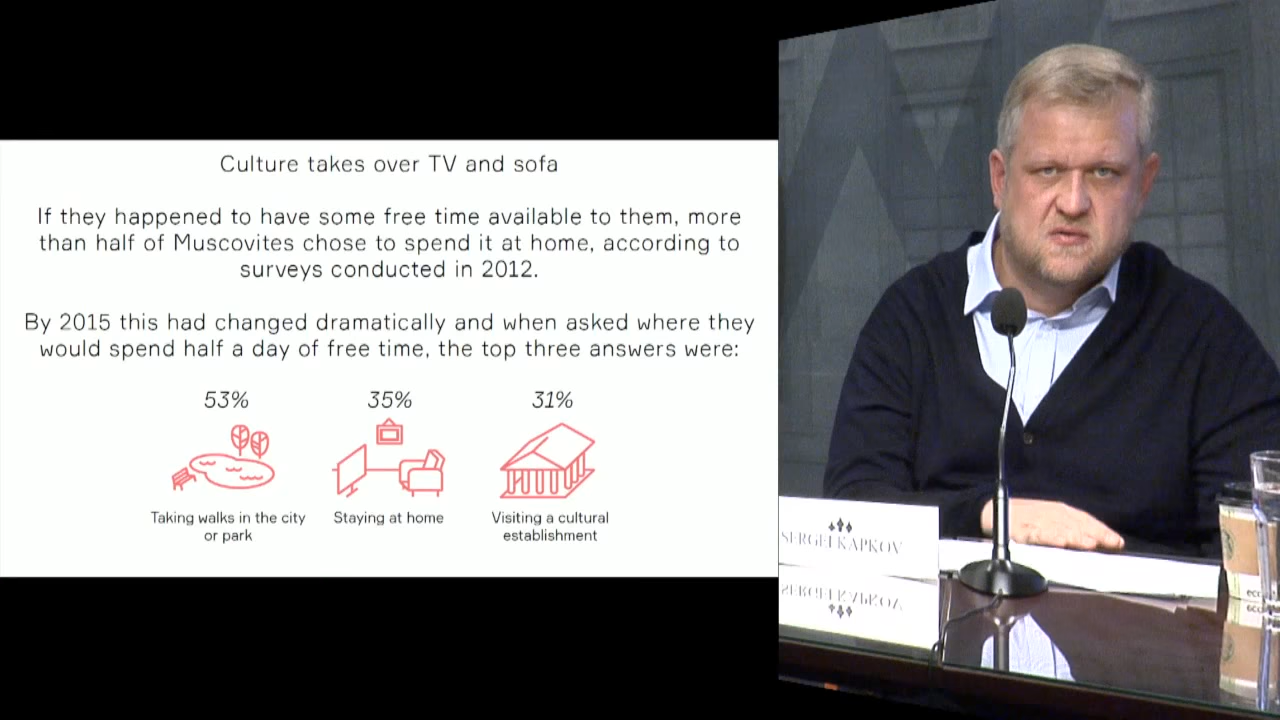 Culture takes over TV and sofa
If they happened to have some free time available to them, more
than half of Muscovites chose to spend it at home, according to
surveys conducted in 2012.
By 2015 this had changed dramatically and when asked where they
would spend half a day of free time, the top three answers were:
53%
35%
31%
Taking walks in the city
or park
Staying at home
Visiting a cultural
establishment
SERGEI KAPKOV